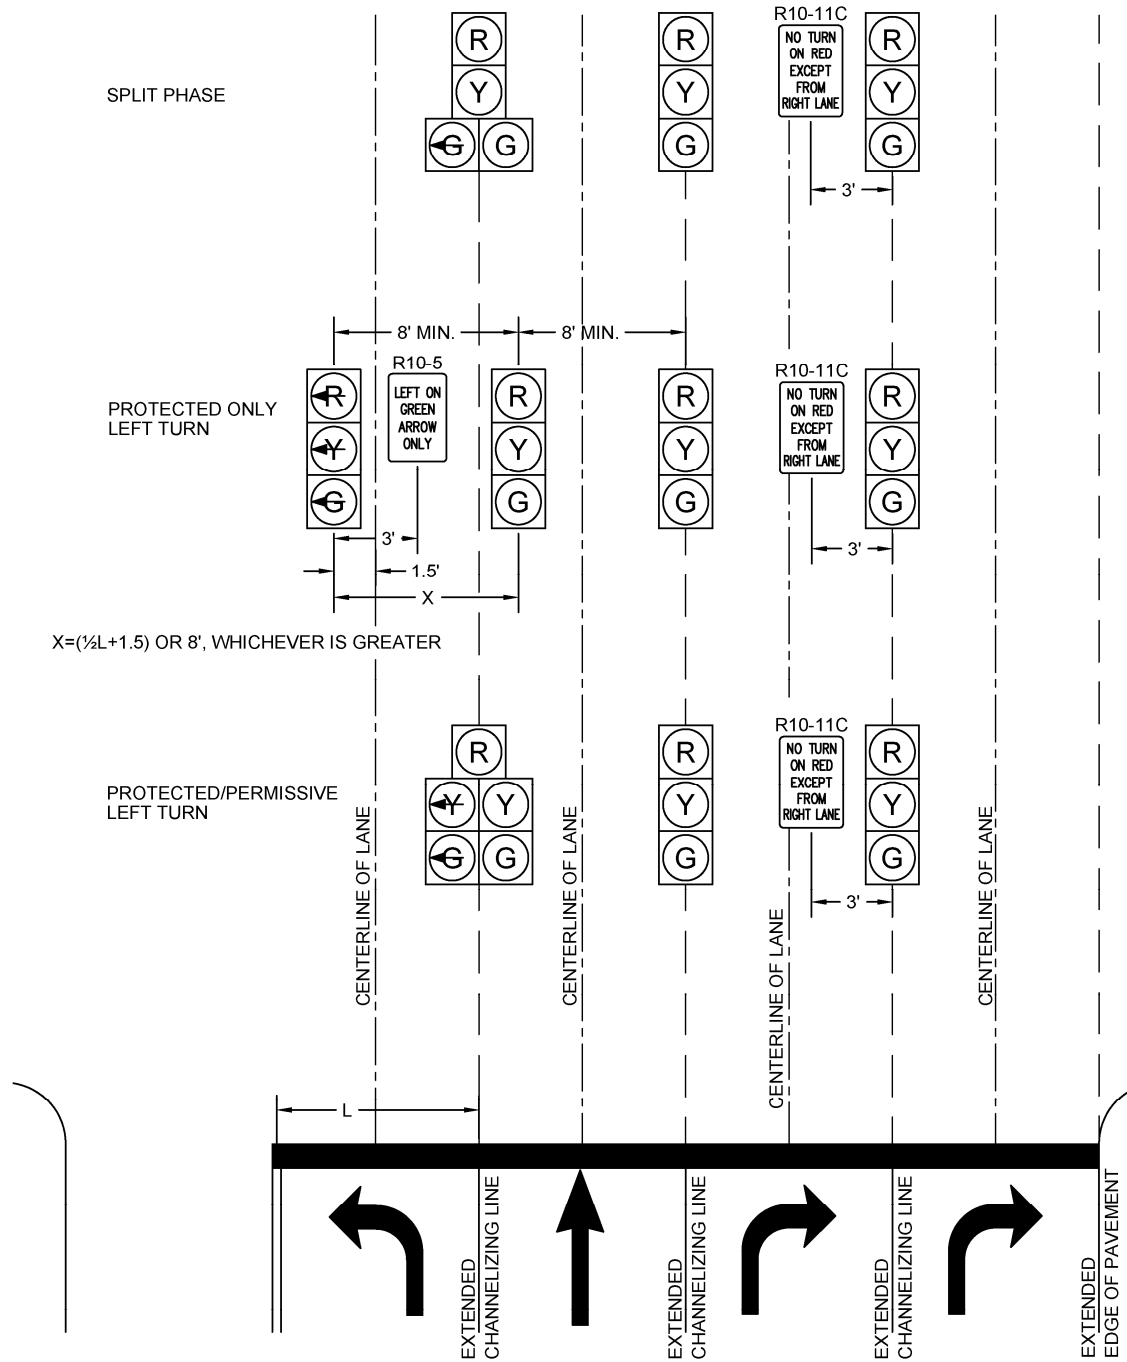 R10-11C
R
R
NO TURN
ON RED
EXCEPT
FROM
RIGHT LANE
R
SPLIT PHASE
Y
Y
Y
G
G
G
G
3'
8' MIN.
8' MIN.
R10-5
R10-11C
PROTECTED ONLY
LEFT TURN
R
Y
G
LEFT ON
GREEN
ARROW
ONLY
R
Y
G
R
Y
G
NO TURN
ON RED
EXCEPT
FROM
RIGHT LANE
R
Y
G
3'
3'
1.5'
X
X=(½L+1.5) OR 8', WHICHEVER IS GREATER
R10-11C
PROTECTED/PERMISSIVE
LEFT TURN
R
Y
Y
G
G
R
Y
G
NO TURN
ON RED
EXCEPT
FROM
RIGHT LANE
R
Y
G
3'
CENTERLINE OF LANE
CENTERLINE OF LANE
CENTERLINE OF LANE
CENTERLINE OF LANE
L
EXTENDED
CHANNELIZING LINE
EXTENDED
CHANNELIZING LINE
EXTENDED
CHANNELIZING LINE
EXTENDED
EDGE OF PAVEMENT